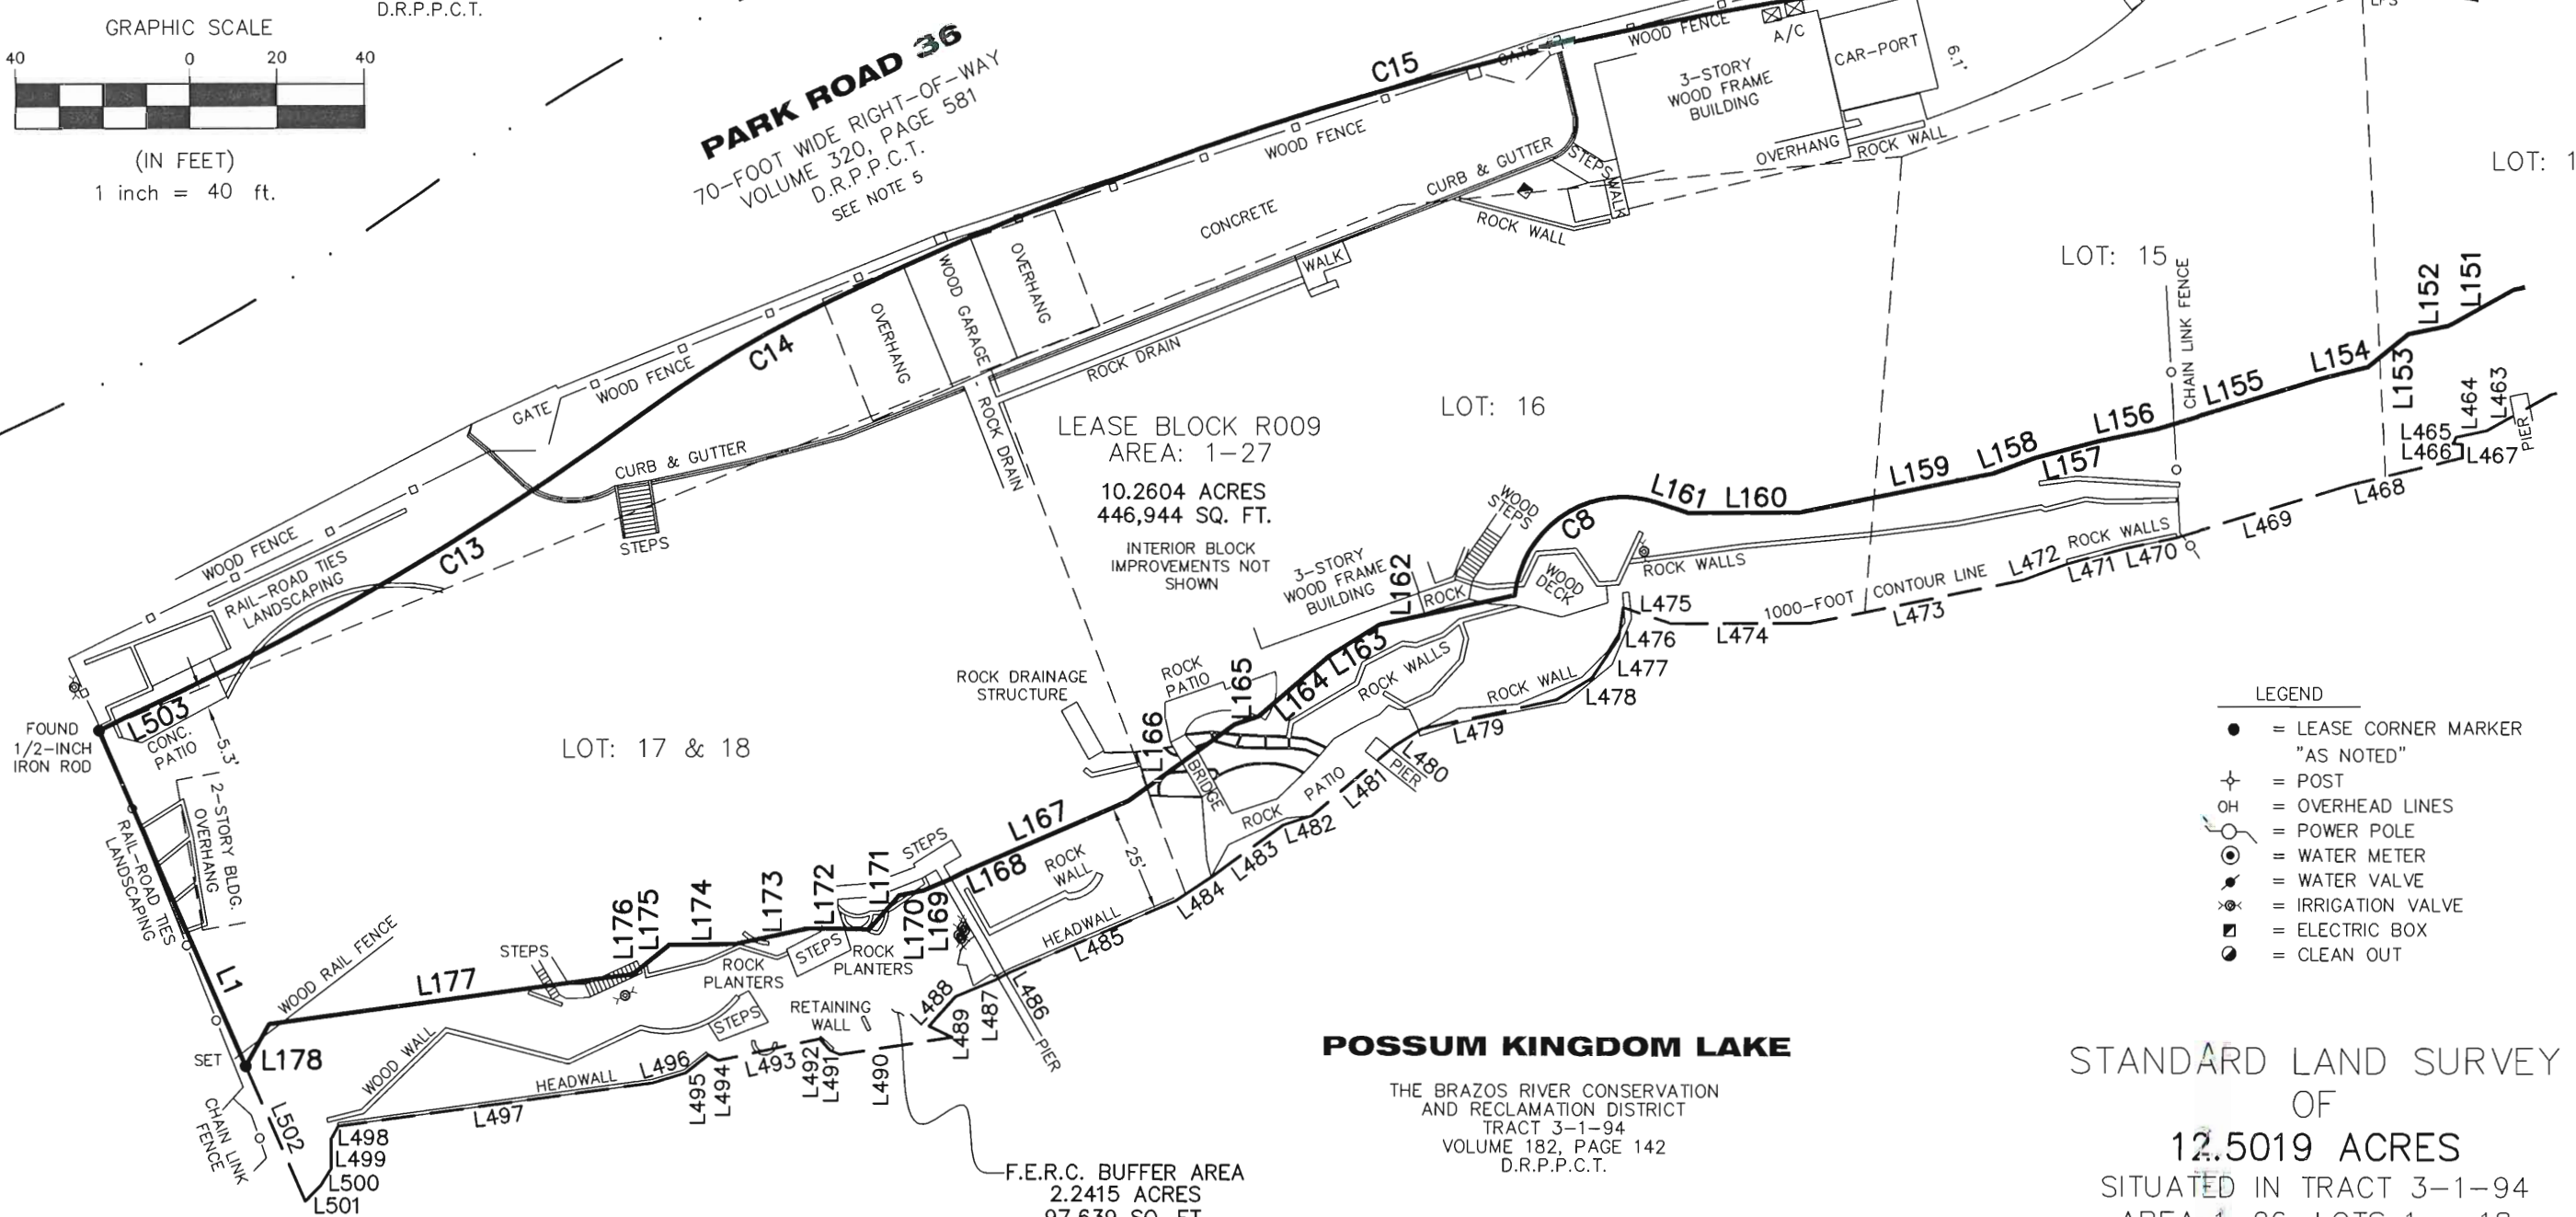 D.R.P.P.C.T.
GRAPHIC SCALE
40 0 20 40
(IN FEET)
1 inch = 40 ft.
PARK ROAD 36
70-FOOT WIDE RIGHT-OF-WAY
VOLUME 320, PAGE 581
D.R.P.P.C.T.
SEE NOTE 5
C15
GATE
WOOD FENCE
A/C
3-STORY
WOOD FRAME
BUILDING
CAR-PORT
6.1'
OVERHANG
ROCK WALL
WOOD FENCE
CURB & GUTTER
STEPS
WALK
ROCK WALL
CONCRETE
WALK
OVERHANG
WOOD GARAGE
OVERHANG
ROCK DRAIN
ROCK DRAIN
C14
WOOD FENCE
GATE
CURB & GUTTER
STEPS
C13
WOOD FENCE
RAIL-ROAD TIES
LANDSCAPING
LOT: 1
LOT: 15
CHAIN LINK FENCE
L152
L151
L153
L154
L155
L156
L157
L158
L159
L160
L161
C8
L464
L463
L465
L466
L467
PIER
L468
L469
ROCK WALLS
L470
L471
L472
1000-FOOT CONTOUR LINE
L473
L474
L475
L476
L477
L478
ROCK WALLS
LOT: 16
LEASE BLOCK R009
AREA: 1-27
10.2604 ACRES
446,944 SQ. FT.
INTERIOR BLOCK
IMPROVEMENTS NOT
SHOWN
WOOD
STEPS
3-STORY
WOOD FRAME
BUILDING
L162
ROCK
WOOD
DECK
L163
L164
L165
L166
ROCK WALLS
ROCK WALL
L479
L480
PIER
L481
L482
L483
L484
ROCK
PATIO
ROCK PATIO
BRIDGE
ROCK DRAINAGE
STRUCTURE
FOUND
1/2-INCH
IRON ROD
L503
CONC.
PATIO
5.3'
LOT: 17 & 18
2-STORY BLDG.
OVERHANG
RAIL-ROAD TIES
LANDSCAPING
L1
WOOD RAIL FENCE
SET
L178
L177
STEPS
L176
L175
L174
L173
L172
L171
STEPS
L170
L169
L168
L167
25'
ROCK
WALL
HEADWALL
L485
L486
L487
L488
L489
PIER
ROCK
PLANTERS
STEPS
ROCK
PLANTERS
RETAINING
WALL
STEPS
WOOD WALL
HEADWALL
L490
L491
L492
L493
L494
L495
L496
L497
L498
L499
L500
L501
L502
CHAIN LINK
FENCE
F.E.R.C. BUFFER AREA
2.2415 ACRES
97,639 SQ. FT.
POSSUM KINGDOM LAKE
THE BRAZOS RIVER CONSERVATION
AND RECLAMATION DISTRICT
TRACT 3-1-94
VOLUME 182, PAGE 142
D.R.P.P.C.T.
LEGEND
= LEASE CORNER MARKER
"AS NOTED"
= POST
OH = OVERHEAD LINES
= POWER POLE
= WATER METER
= WATER VALVE
= IRRIGATION VALVE
= ELECTRIC BOX
= CLEAN OUT
STANDARD LAND SURVEY
OF
12.5019 ACRES
SITUATED IN TRACT 3-1-94